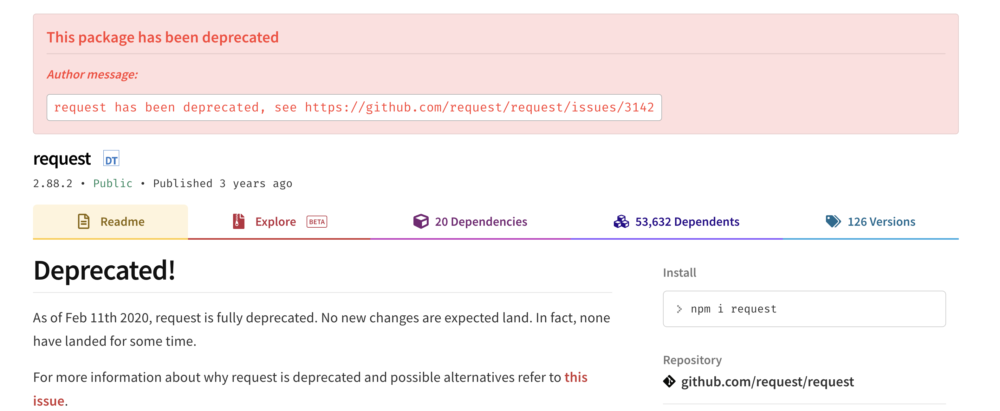 This package has been deprecated
Author message:
request has been deprecated, see https://github.com/request/request/issues/3142
request DT
2.88.2 • Public • Published 3 years ago
Readme
Explore BETA
20 Dependencies
53,632 Dependents
126 Versions
Deprecated!
As of Feb 11th 2020, request is fully deprecated. No new changes are expected land. In fact, none
have landed for some time.
For more information about why request is deprecated and possible alternatives refer to this
issue.
Install
> npm i request
Repository
github.com/request/request